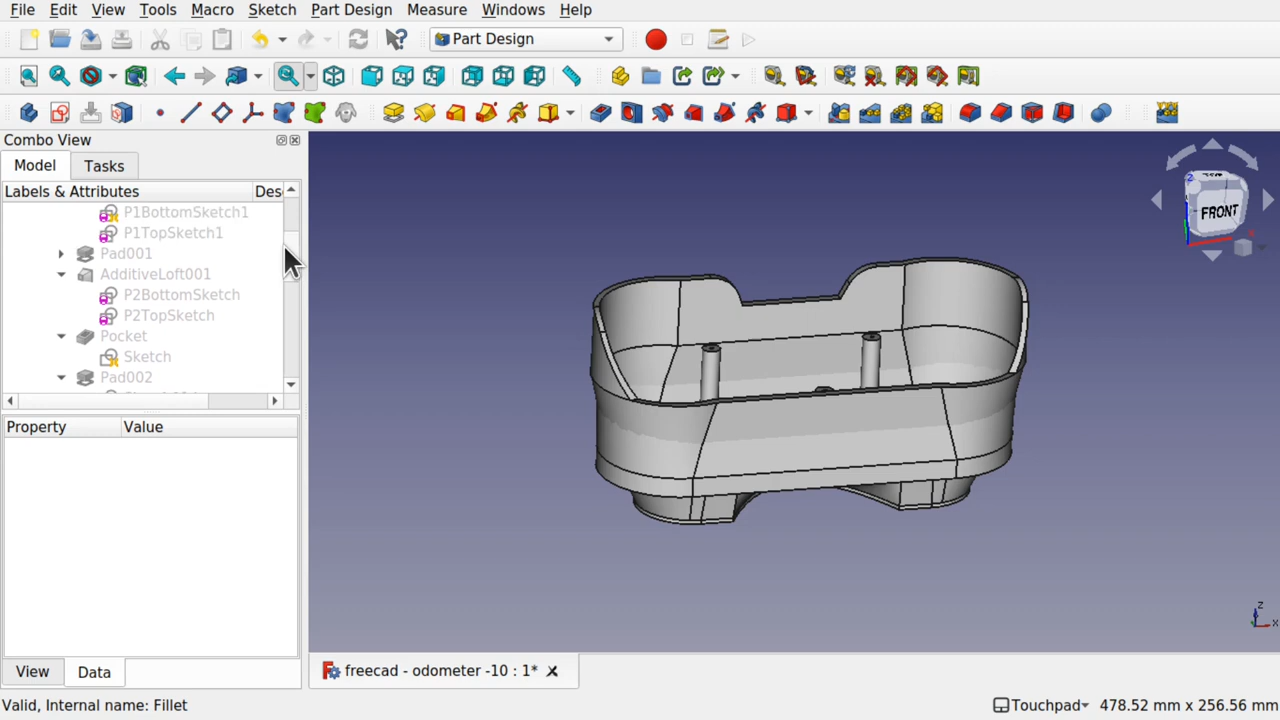 File Edit View Tools Macro Sketch Part Design Measure Windows Help
Part Design
Combo View
Model Tasks
Labels & Attributes Des
P1BottomSketch1
P1TopSketch1
Pad001
AdditiveLoft001
P2BottomSketch
P2TopSketch
Pocket
Sketch
Pad002
Property Value
View Data
FRONT
Z
X
Z
X
freecad - odometer -10 : 1*
Valid, Internal name: Fillet
Touchpad 478.52 mm x 256.56 mm